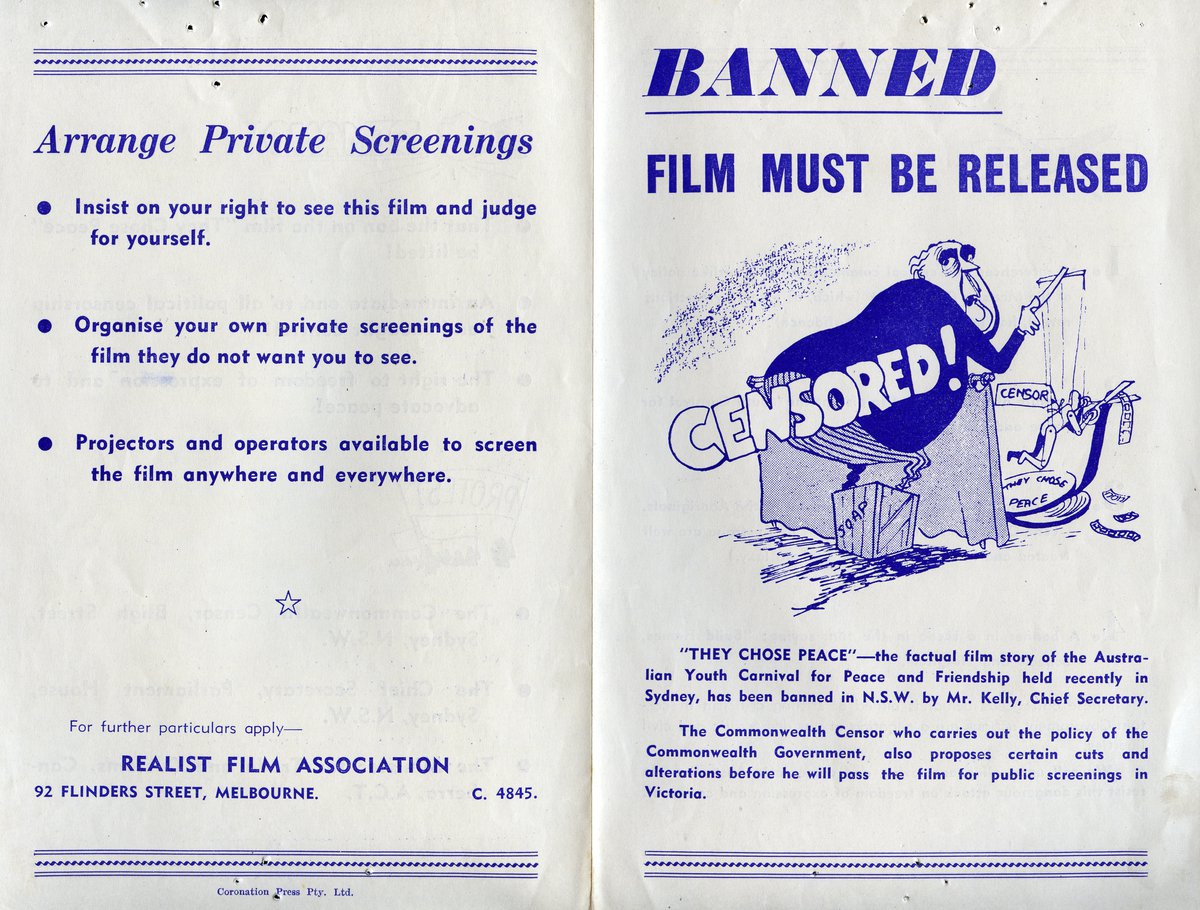 Arrange Private Screenings
● Insist on your right to see this film and judge
for yourself.
● Organise your own private screenings of the
film they do not want you to see.
● Projectors and operators available to screen
the film anywhere and everywhere.
For further particulars apply—
REALIST FILM ASSOCIATION
92 FLINDERS STREET, MELBOURNE. C. 4845.
Coronation Press Pty. Ltd.
BANNED
FILM MUST BE RELEASED
CENSORED!
CENSOR
THEY CHOSE
PEACE
SOAP
"THEY CHOSE PEACE"—the factual film story of the Austra-
lian Youth Carnival for Peace and Friendship held recently in
Sydney, has been banned in N.S.W. by Mr. Kelly, Chief Secretary.
The Commonwealth Censor who carries out the policy of the
Commonwealth Government, also proposes certain cuts and
alterations before he will pass the film for public screenings in
Victoria.